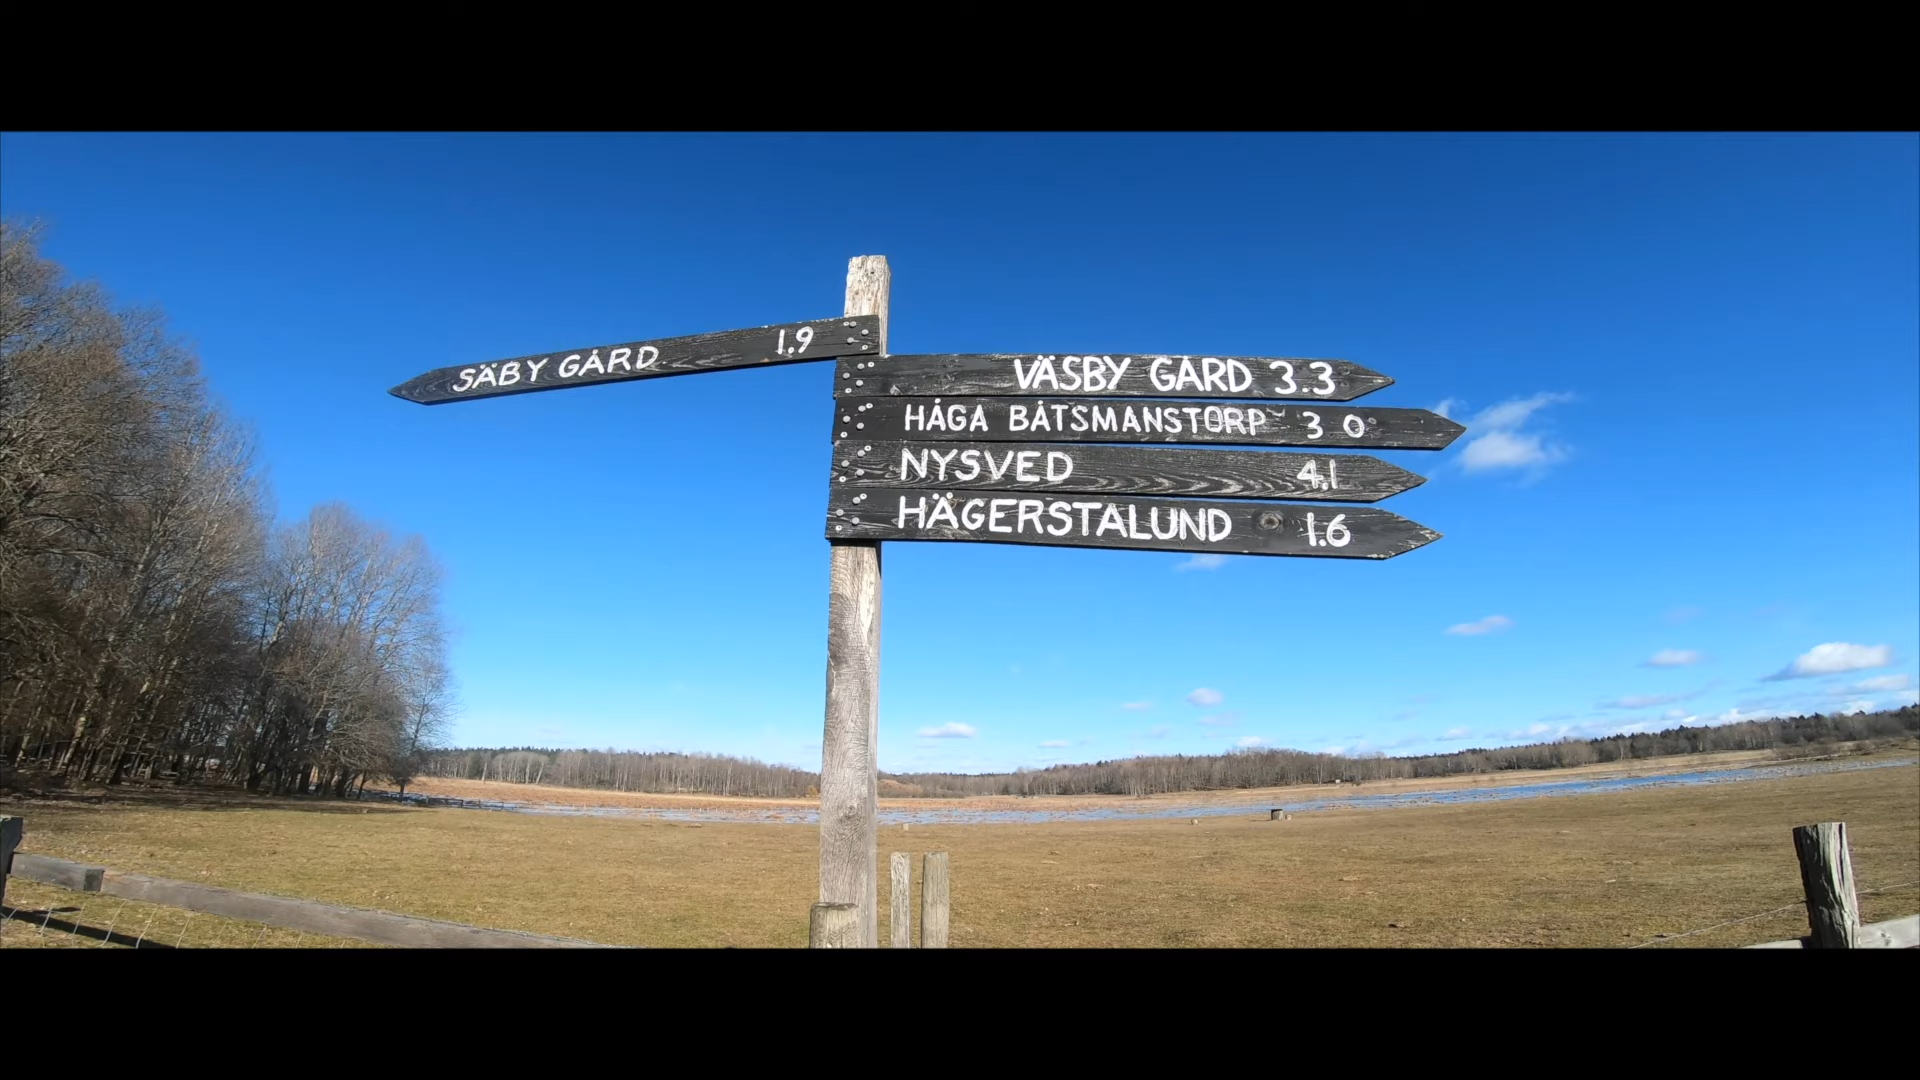 SÄBY GÅRD 1.9
VÄSBY GÅRD 3.3
HÅGA BÅTSMANSTORP 3 0
NYSVED 4.1
HÄGERSTALUND 1.6